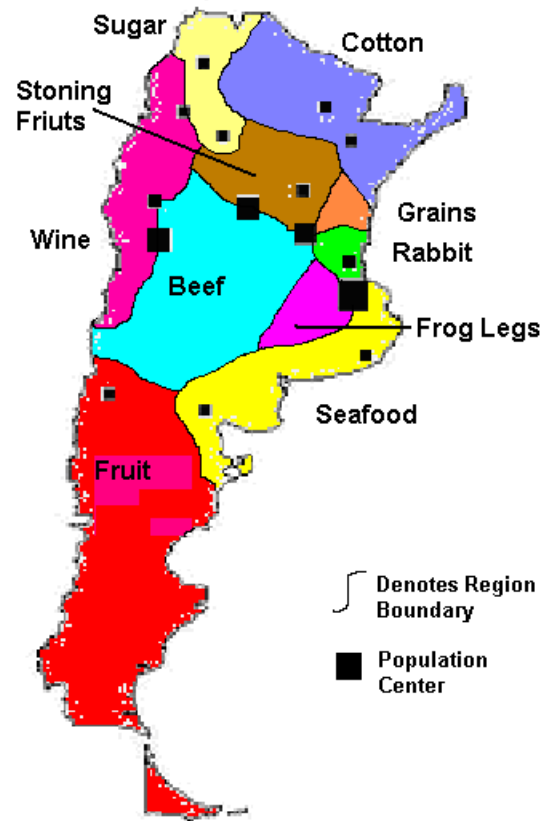 Sugar
Cotton
Stoning
Friuts
Grains
Wine
Rabbit
Beef
Frog Legs
Seafood
Fruit
Denotes Region
Boundary
Population
Center